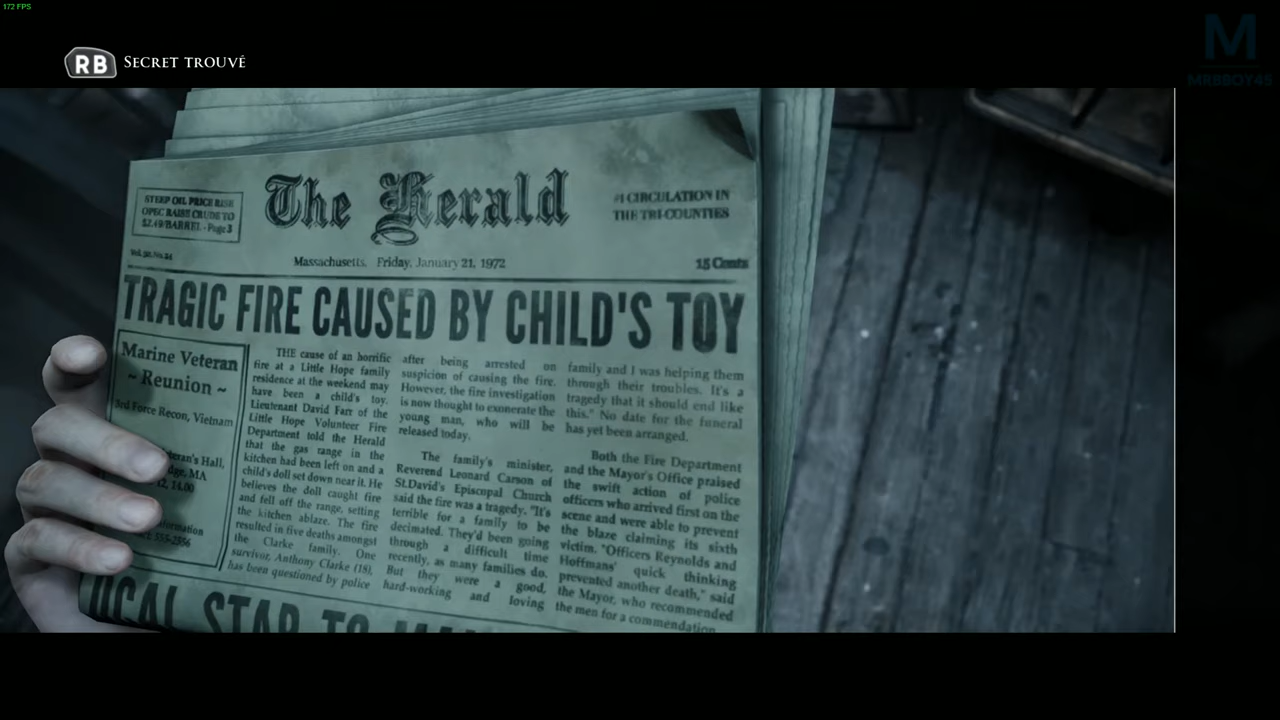 172 FPS
M
MRBBOY45
RB SECRET TROUVÉ
STEEP OIL PRICE RISE
OPEC RAISE CRUDE TO
$2.49/BARREL - Page 3
The Herald
#1 CIRCULATION IN
THE TRI-COUNTIES
Massachusetts, Friday, January 21, 1972
15 Cents
TRAGIC FIRE CAUSED BY CHILD'S TOY
Marine Veteran
~ Reunion ~
3rd Force Recon, Vietnam
Hall,
MA
14.00
THE cause of an horrific
fire at a Little Hope family
residence at the weekend may
have been a child's toy.
Lieutenant David Farr of the
Little Hope Volunteer Fire
Department told the Herald
that the gas range in the
kitchen had been left on and a
child's doll set down near it. He
believes the doll caught fire
and fell off the range, setting
the kitchen ablaze. The fire
resulted in five deaths amongst
the Clarke family. One
survivor, Anthony Clarke (18),
has been questioned by police
after being arrested on
suspicion of causing the fire.
However, the fire investigation
is now thought to exonerate the
young man, who will be
released today.
The family's minister,
Reverend Leonard Carson of
St.David's Episcopal Church
said the fire was a tragedy. "It's
terrible for a family to be
decimated. They'd been going
through a difficult time
recently, as many families do.
But they were a good,
hard-working and loving
family and I was helping them
through their troubles. It's a
tragedy that it should end like
this." No date for the funeral
has yet been arranged.
Both the Fire Department
and the Mayor's Office praised
the swift action of police
officers who arrived first on the
scene and were able to prevent
the blaze claiming its sixth
victim. "Officers Reynolds and
Hoffmans' quick thinking
prevented another death," said
the Mayor, who recommended
the men for a commendation
STAR TO